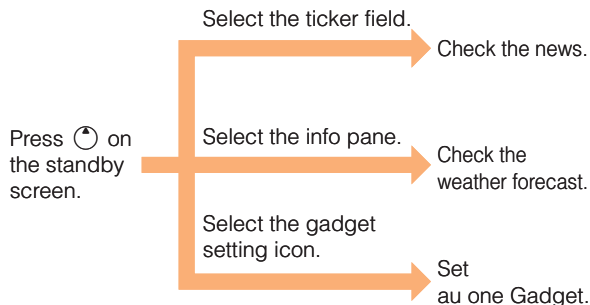 Select the ticker field.
Check the news.
Press on
the standby
screen.
Select the info pane.
Check the
weather forecast.
Select the gadget
setting icon.
Set
au one Gadget.